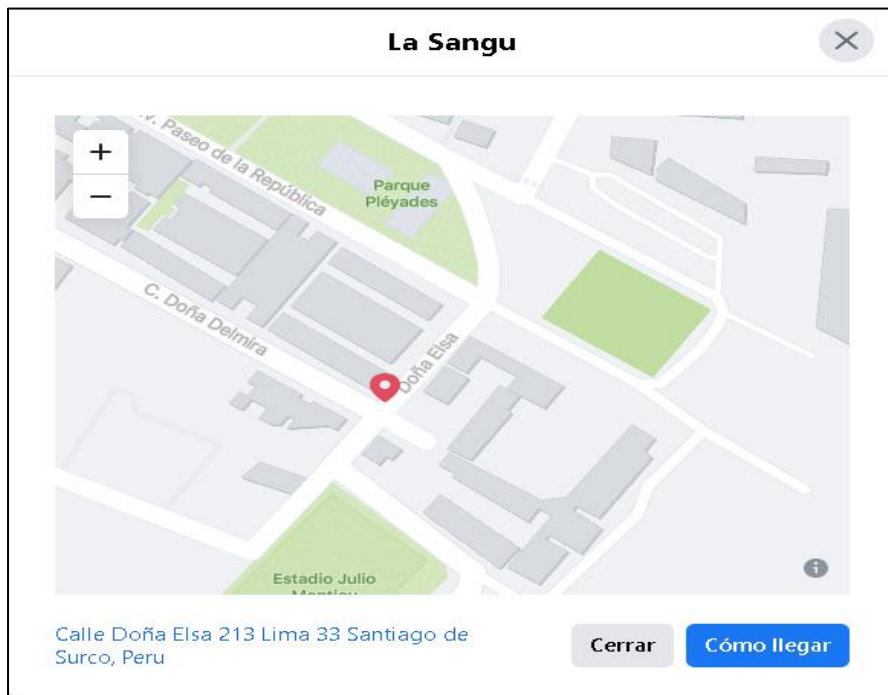 La Sangu
+
−
Paseo de la República
Parque
Pléyades
C. Doña Delmira
Doña Elsa
Estadio Julio
Calle Doña Elsa 213 Lima 33 Santiago de
Surco, Peru
Cerrar
Cómo llegar